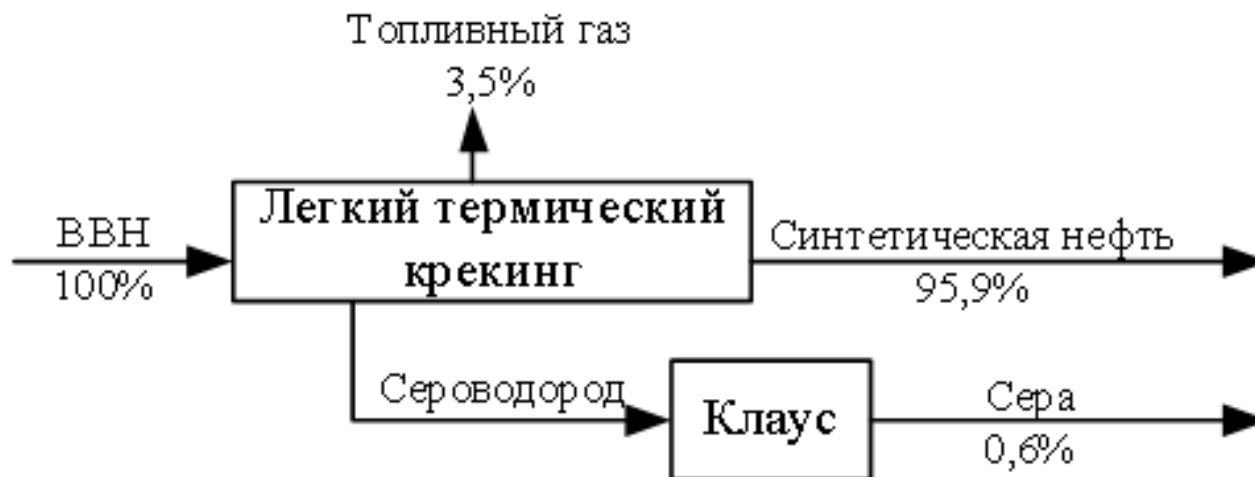 Топливный газ
3,5%
ВВН
100%
Легкий термический
крекинг
Синтетическая нефть
95,9%
Сероводород
Клаус
Сера
0,6%